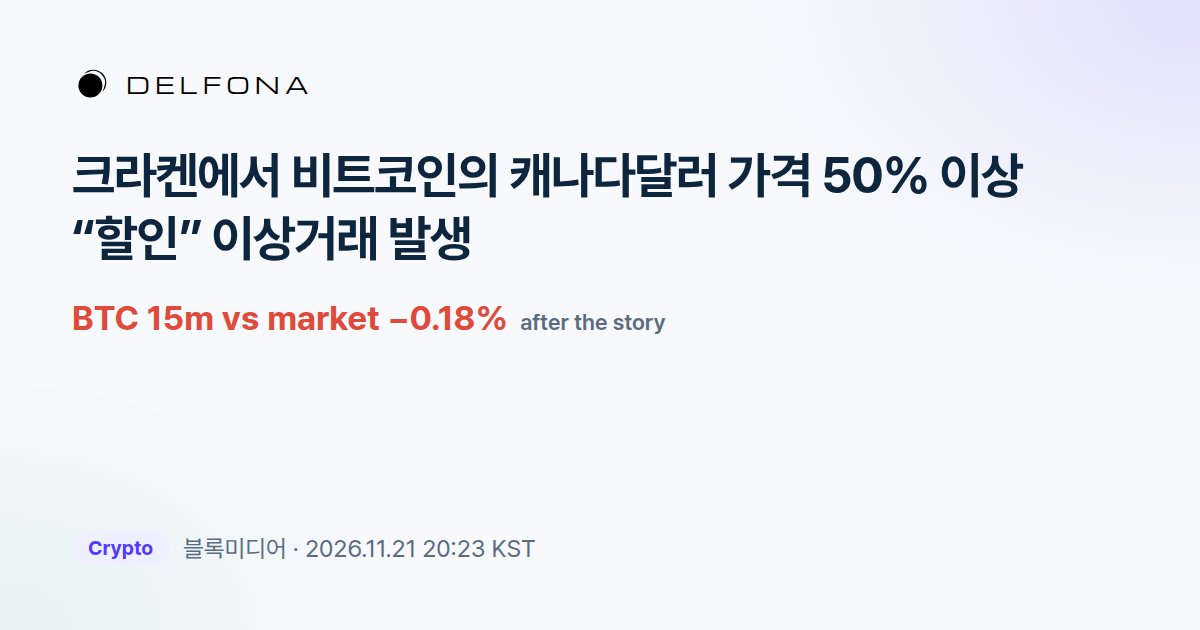 DELFONA
크라켄에서 비트코인의 캐나다달러 가격 50% 이상
“할인” 이상거래 발생
BTC 15m vs market −0.18% after the story
Crypto 블록미디어 · 2026.11.21 20:23 KST